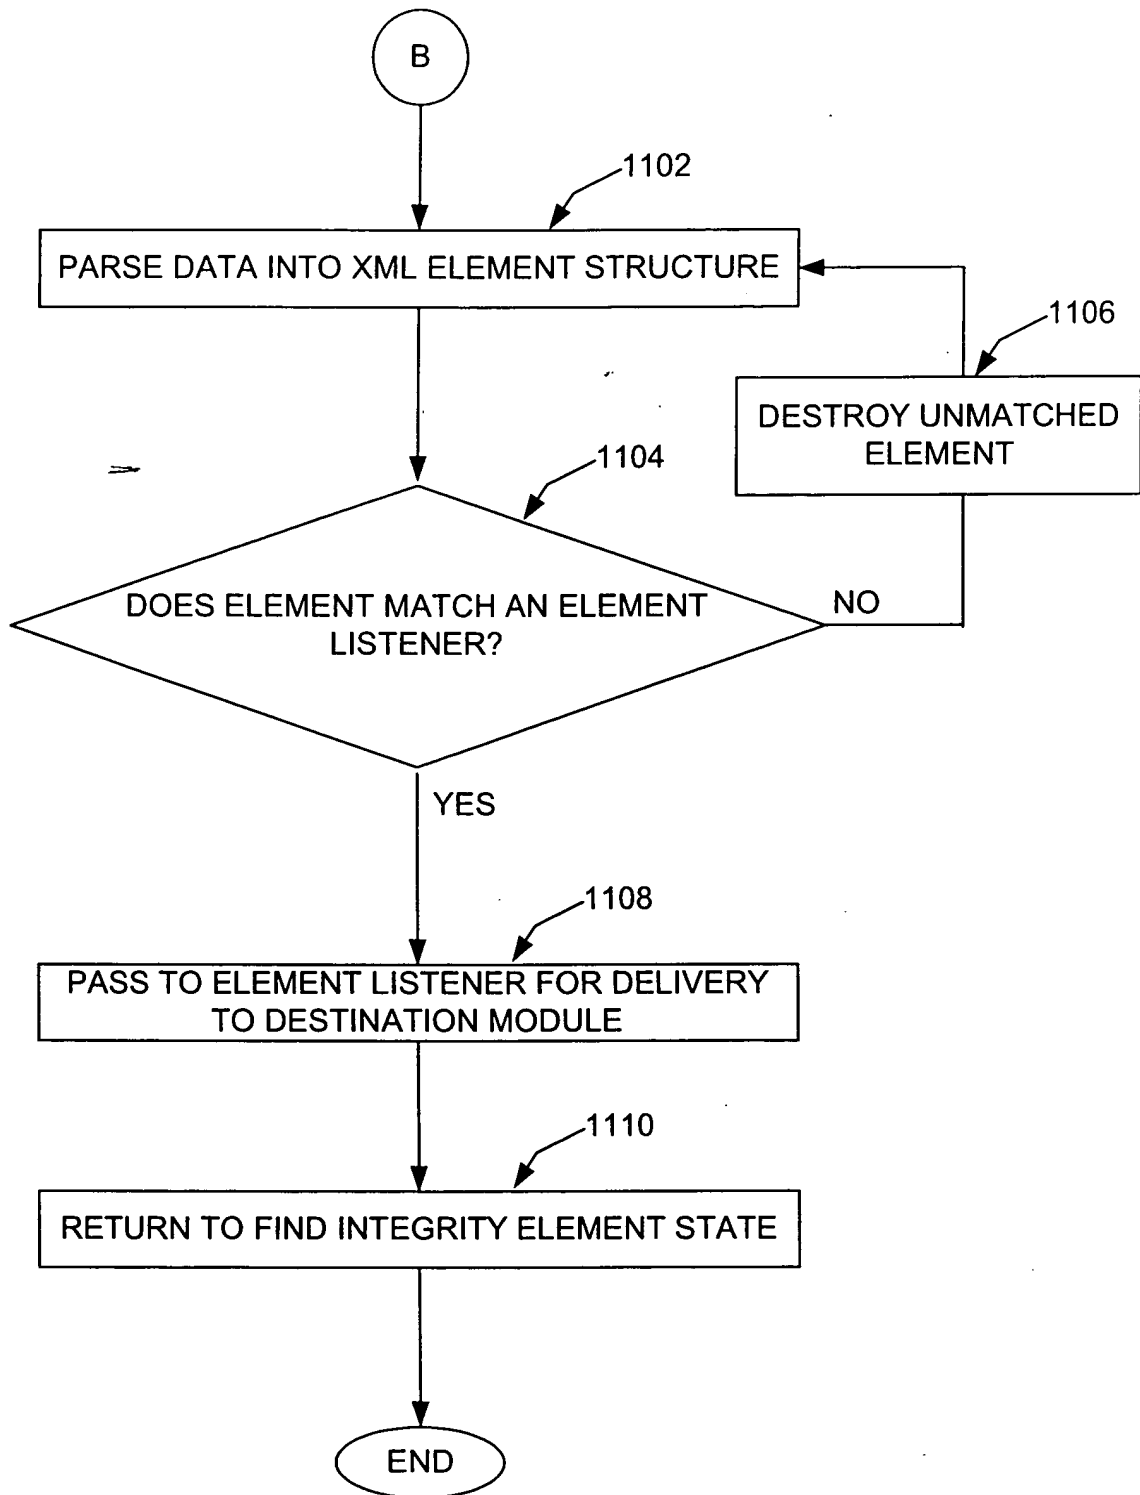 B
1102
PARSE DATA INTO XML ELEMENT STRUCTURE
1106
DESTROY UNMATCHED
ELEMENT
1104
DOES ELEMENT MATCH AN ELEMENT
LISTENER?
NO
YES
1108
PASS TO ELEMENT LISTENER FOR DELIVERY
TO DESTINATION MODULE
1110
RETURN TO FIND INTEGRITY ELEMENT STATE
END